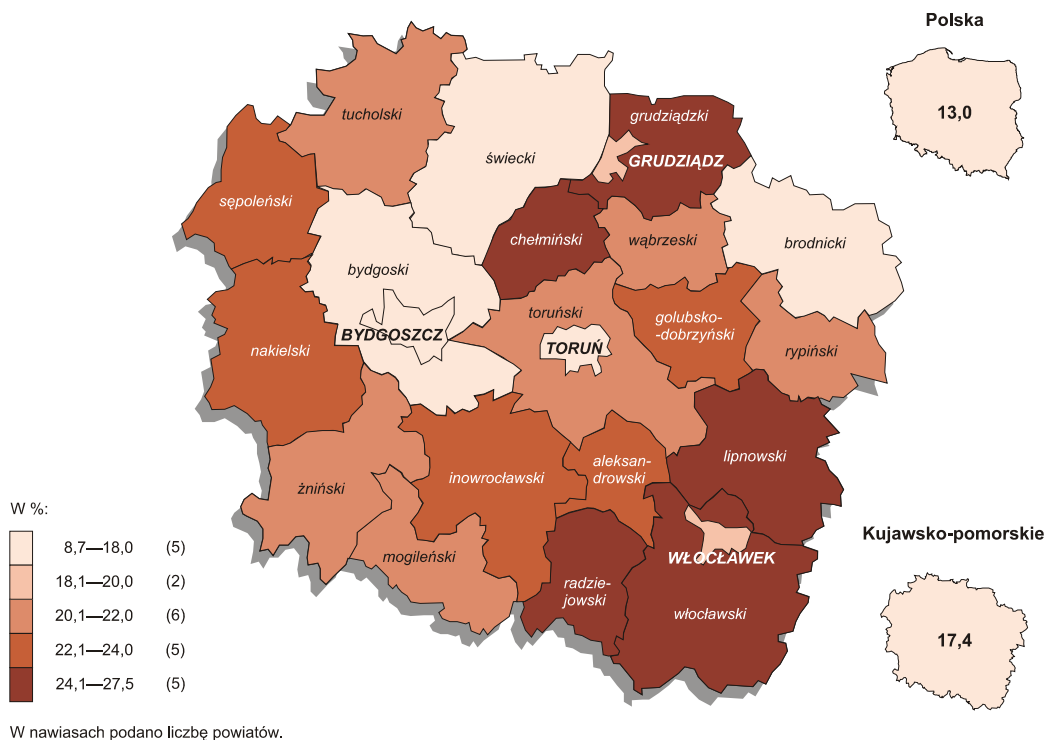 Polska
13,0
tucholski
grudziądzki
świecki
GRUDZIĄDZ
sępoleński
chełmiński
wąbrzeski
brodnicki
bydgoski
toruński
golubsko-
-dobrzyński
BYDGOSZCZ
TORUŃ
nakielski
rypiński
lipnowski
aleksan-
drowski
inowrocławski
żniński
mogileński
WŁOCŁAWEK
radzie-
jowski
włocławski
Kujawsko-pomorskie
17,4
W %:
8,7—18,0 (5)
18,1—20,0 (2)
20,1—22,0 (6)
22,1—24,0 (5)
24,1—27,5 (5)
W nawiasach podano liczbę powiatów.